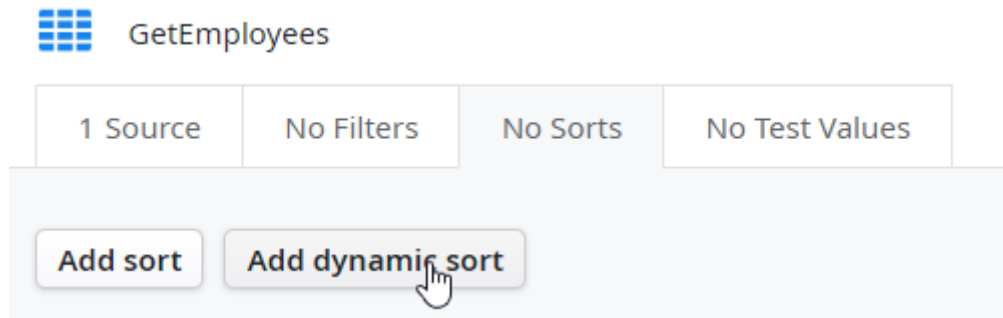 GetEmployees
1 Source No Filters No Sorts No Test Values
Add sort Add dynamic sort